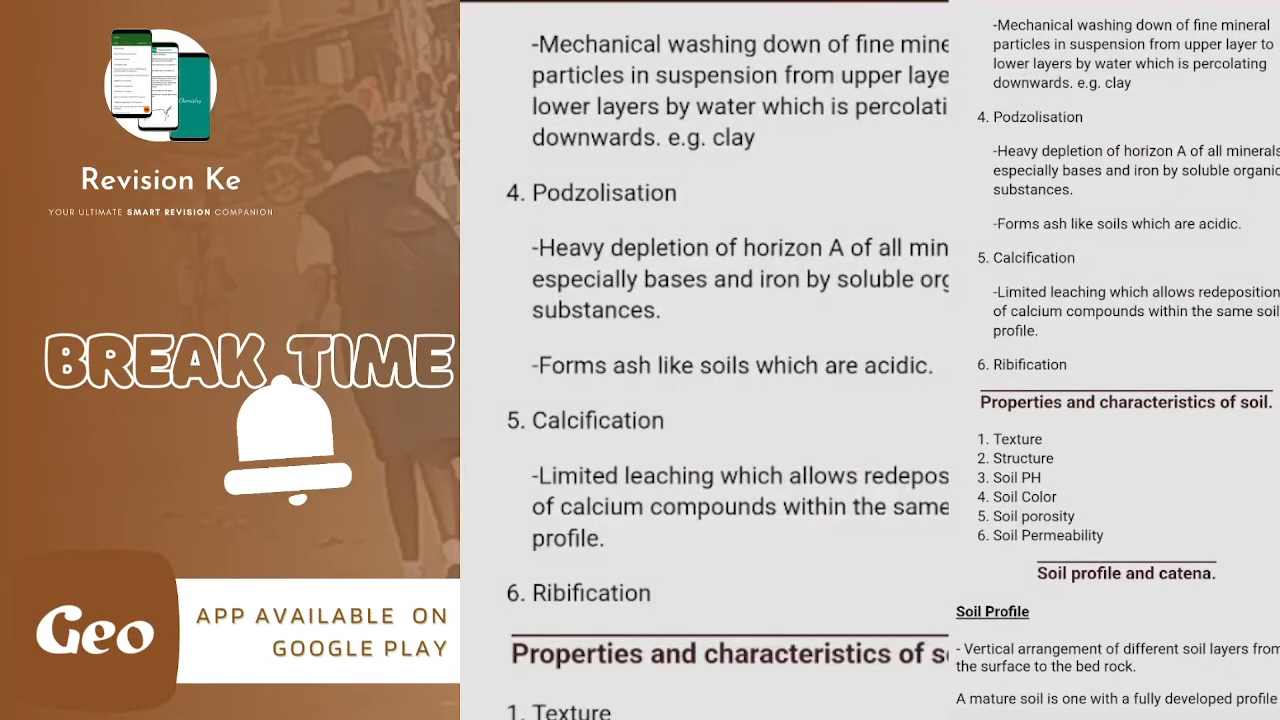 Chemistry
Revision Ke
YOUR ULTIMATE SMART REVISION COMPANION
BREAK TIME
Geo
APP AVAILABLE ON
GOOGLE PLAY
-Mechanical washing down of fine mine
portions in suspension from upper laye
lower layers by water which is percolati
downwards. e.g. clay
4. Podzolisation
-Heavy depletion of horizon A of all min
especially bases and iron by soluble org
substances.
-Forms ash like soils which are acidic.
5. Calcification
-Limited leaching which allows redepos
of calcium compounds within the same
profile.
6. Ribification
Properties and characteristics of so
1. Texture
-Mechanical washing down of fine mineral
portices in suspension from upper layers to
lowerlayers by water which is percolating
downwards. e.g. clay
4. Podzolisation
-Heavy depletion of horizon A of all minerals
especially bases and iron by soluble organic
substances.
-Forms ash like soils which are acidic.
5. Calcification
-Limited leaching which allows redeposition
of calcium compounds within the same soil
profile.
6. Ribification
Properties and characteristics of soil.
1. Texture
2. Structure
3. Soil PH
4. Soil Color
5. Soil porosity
6. Soil Permeability
Soil profile and catena.
Soil Profile
- Vertical arrangement of different soil layers from
the surface to the bed rock.
A mature soil is one with a fully developed profile